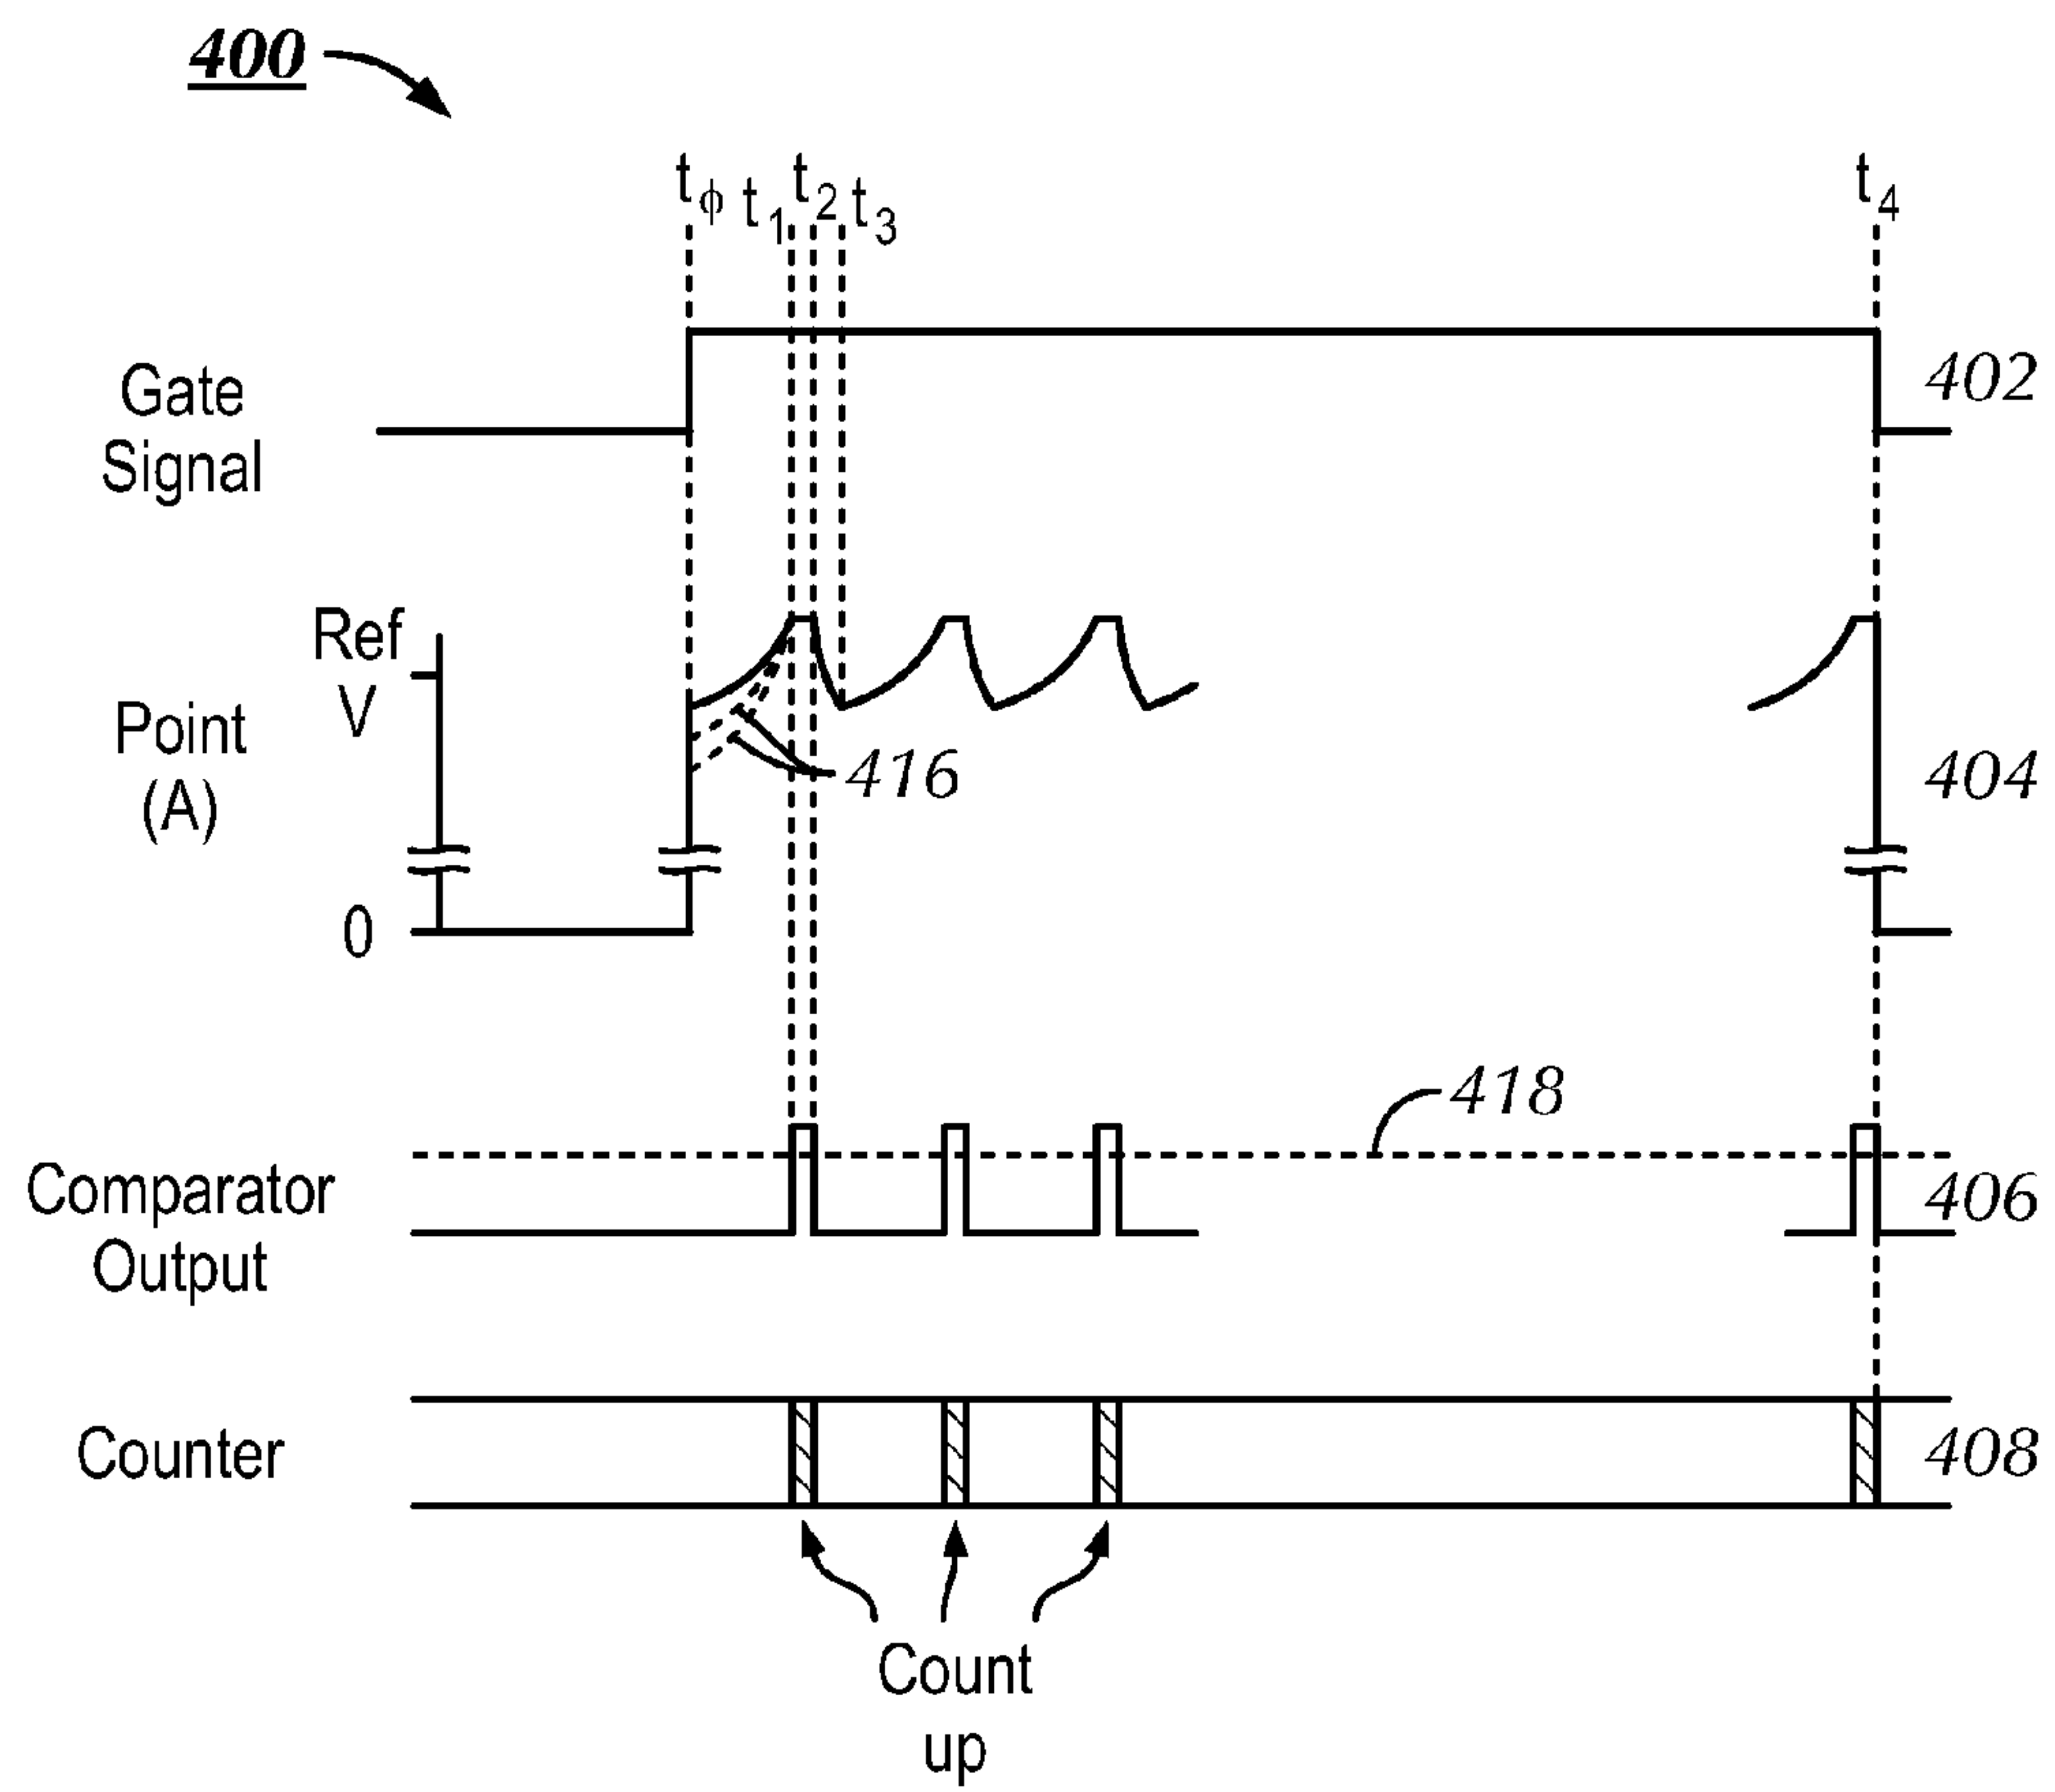 400
tϕ t1 t2 t3 t4
Gate
Signal
402
Ref
V
Point
(A)
0
416
404
418
Comparator
Output
406
Counter
408
Count
up